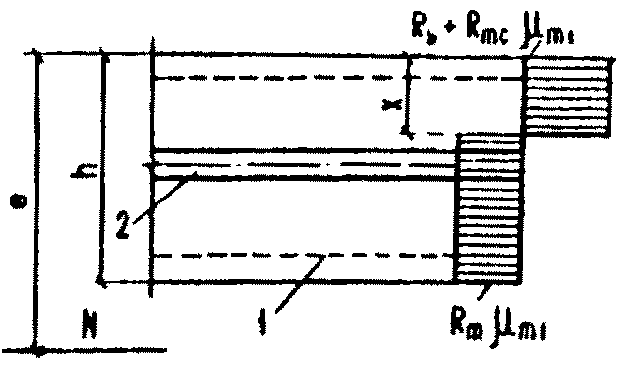 R_b + R_mc μ_m1
x
h
e
2
1
N
R_m μ_m1